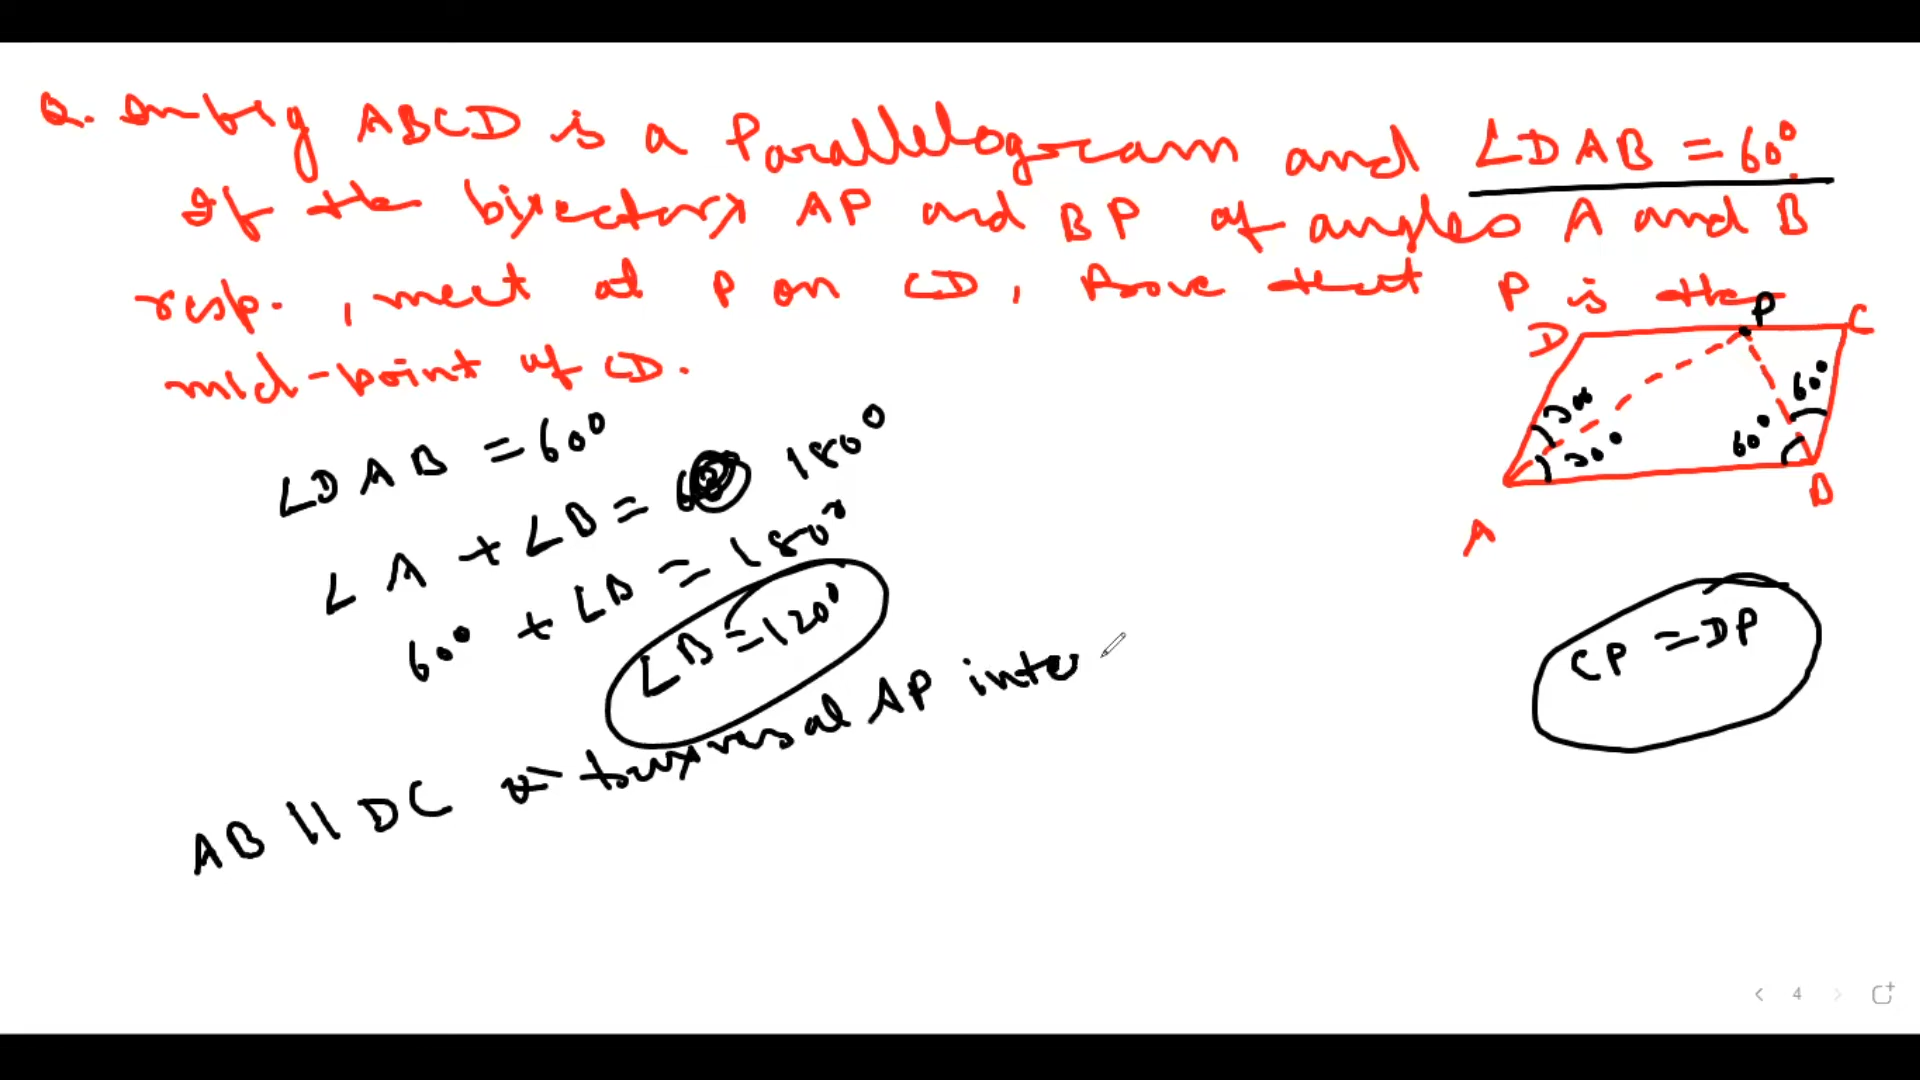 Q. In fig ABCD is a Parallelogram and ∠DAB = 60°.
If the bisectors AP and BP of angles A and B
resp., meet at P on CD, Prove that P is the
mid-point of CD.
P
D
C
60°
30°
60°
30°
B
A
∠DAB = 60°
∠A + ∠B = 180°
60° + ∠B = 180°
∠B = 120°
CP = DP
AB || DC transversal AP inter
4